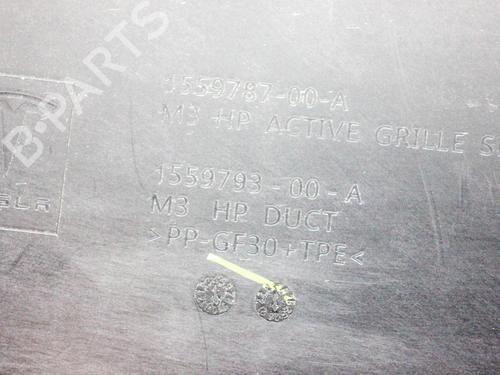 B-PARTS
1559787-00-A
M3 HP ACTIVE GRILLE
1559793-00-A
M3 HP DUCT
>PP-GF30+TPE<